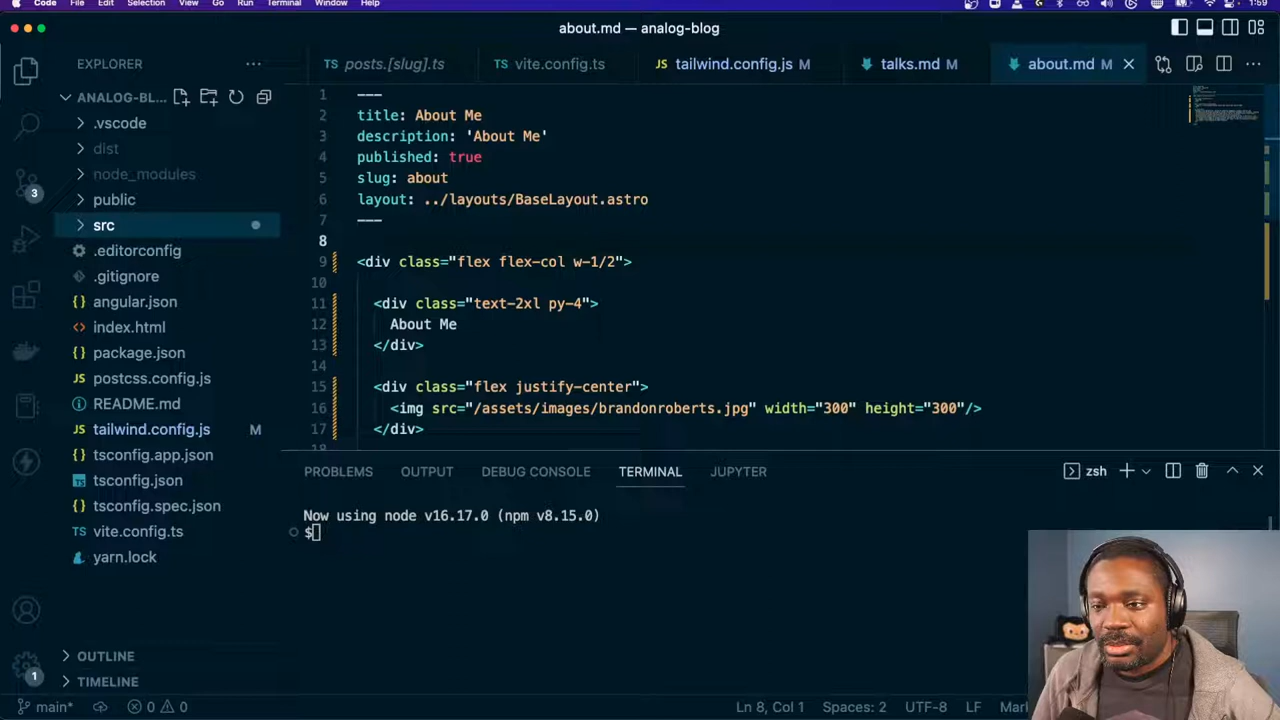 Code File Edit Selection View Go Run Terminal Window Help
1:59
about.md — analog-blog
EXPLORER
ANALOG-BL...
.vscode
dist
node_modules
public
src
.editorconfig
.gitignore
angular.json
index.html
package.json
postcss.config.js
README.md
tailwind.config.js M
tsconfig.app.json
tsconfig.json
tsconfig.spec.json
vite.config.ts
yarn.lock
OUTLINE
TIMELINE
3
1
TS posts.[slug].ts
TS vite.config.ts
JS tailwind.config.js M
talks.md M
about.md M
1 ---
2 title: About Me
3 description: 'About Me'
4 published: true
5 slug: about
6 layout: ../layouts/BaseLayout.astro
7 ---
8
9 <div class="flex flex-col w-1/2">
10
11 <div class="text-2xl py-4">
12 About Me
13 </div>
14
15 <div class="flex justify-center">
16 <img src="/assets/images/brandonroberts.jpg" width="300" height="300"/>
17 </div>
18
PROBLEMS OUTPUT DEBUG CONSOLE TERMINAL JUPYTER
zsh
Now using node v16.17.0 (npm v8.15.0)
$
main* 0 0
Ln 8, Col 1 Spaces: 2 UTF-8 LF